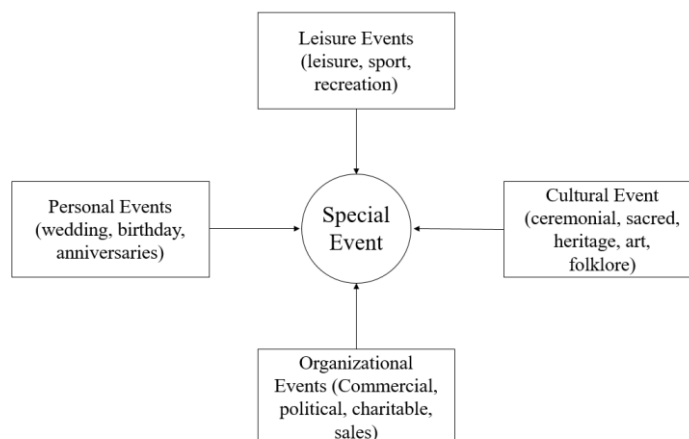 Leisure Events
(leisure, sport,
recreation)
Personal Events
(wedding, birthday,
anniversaries)
Special
Event
Cultural Event
(ceremonial, sacred,
heritage, art,
folklore)
Organizational
Events (Commercial,
political, charitable,
sales)